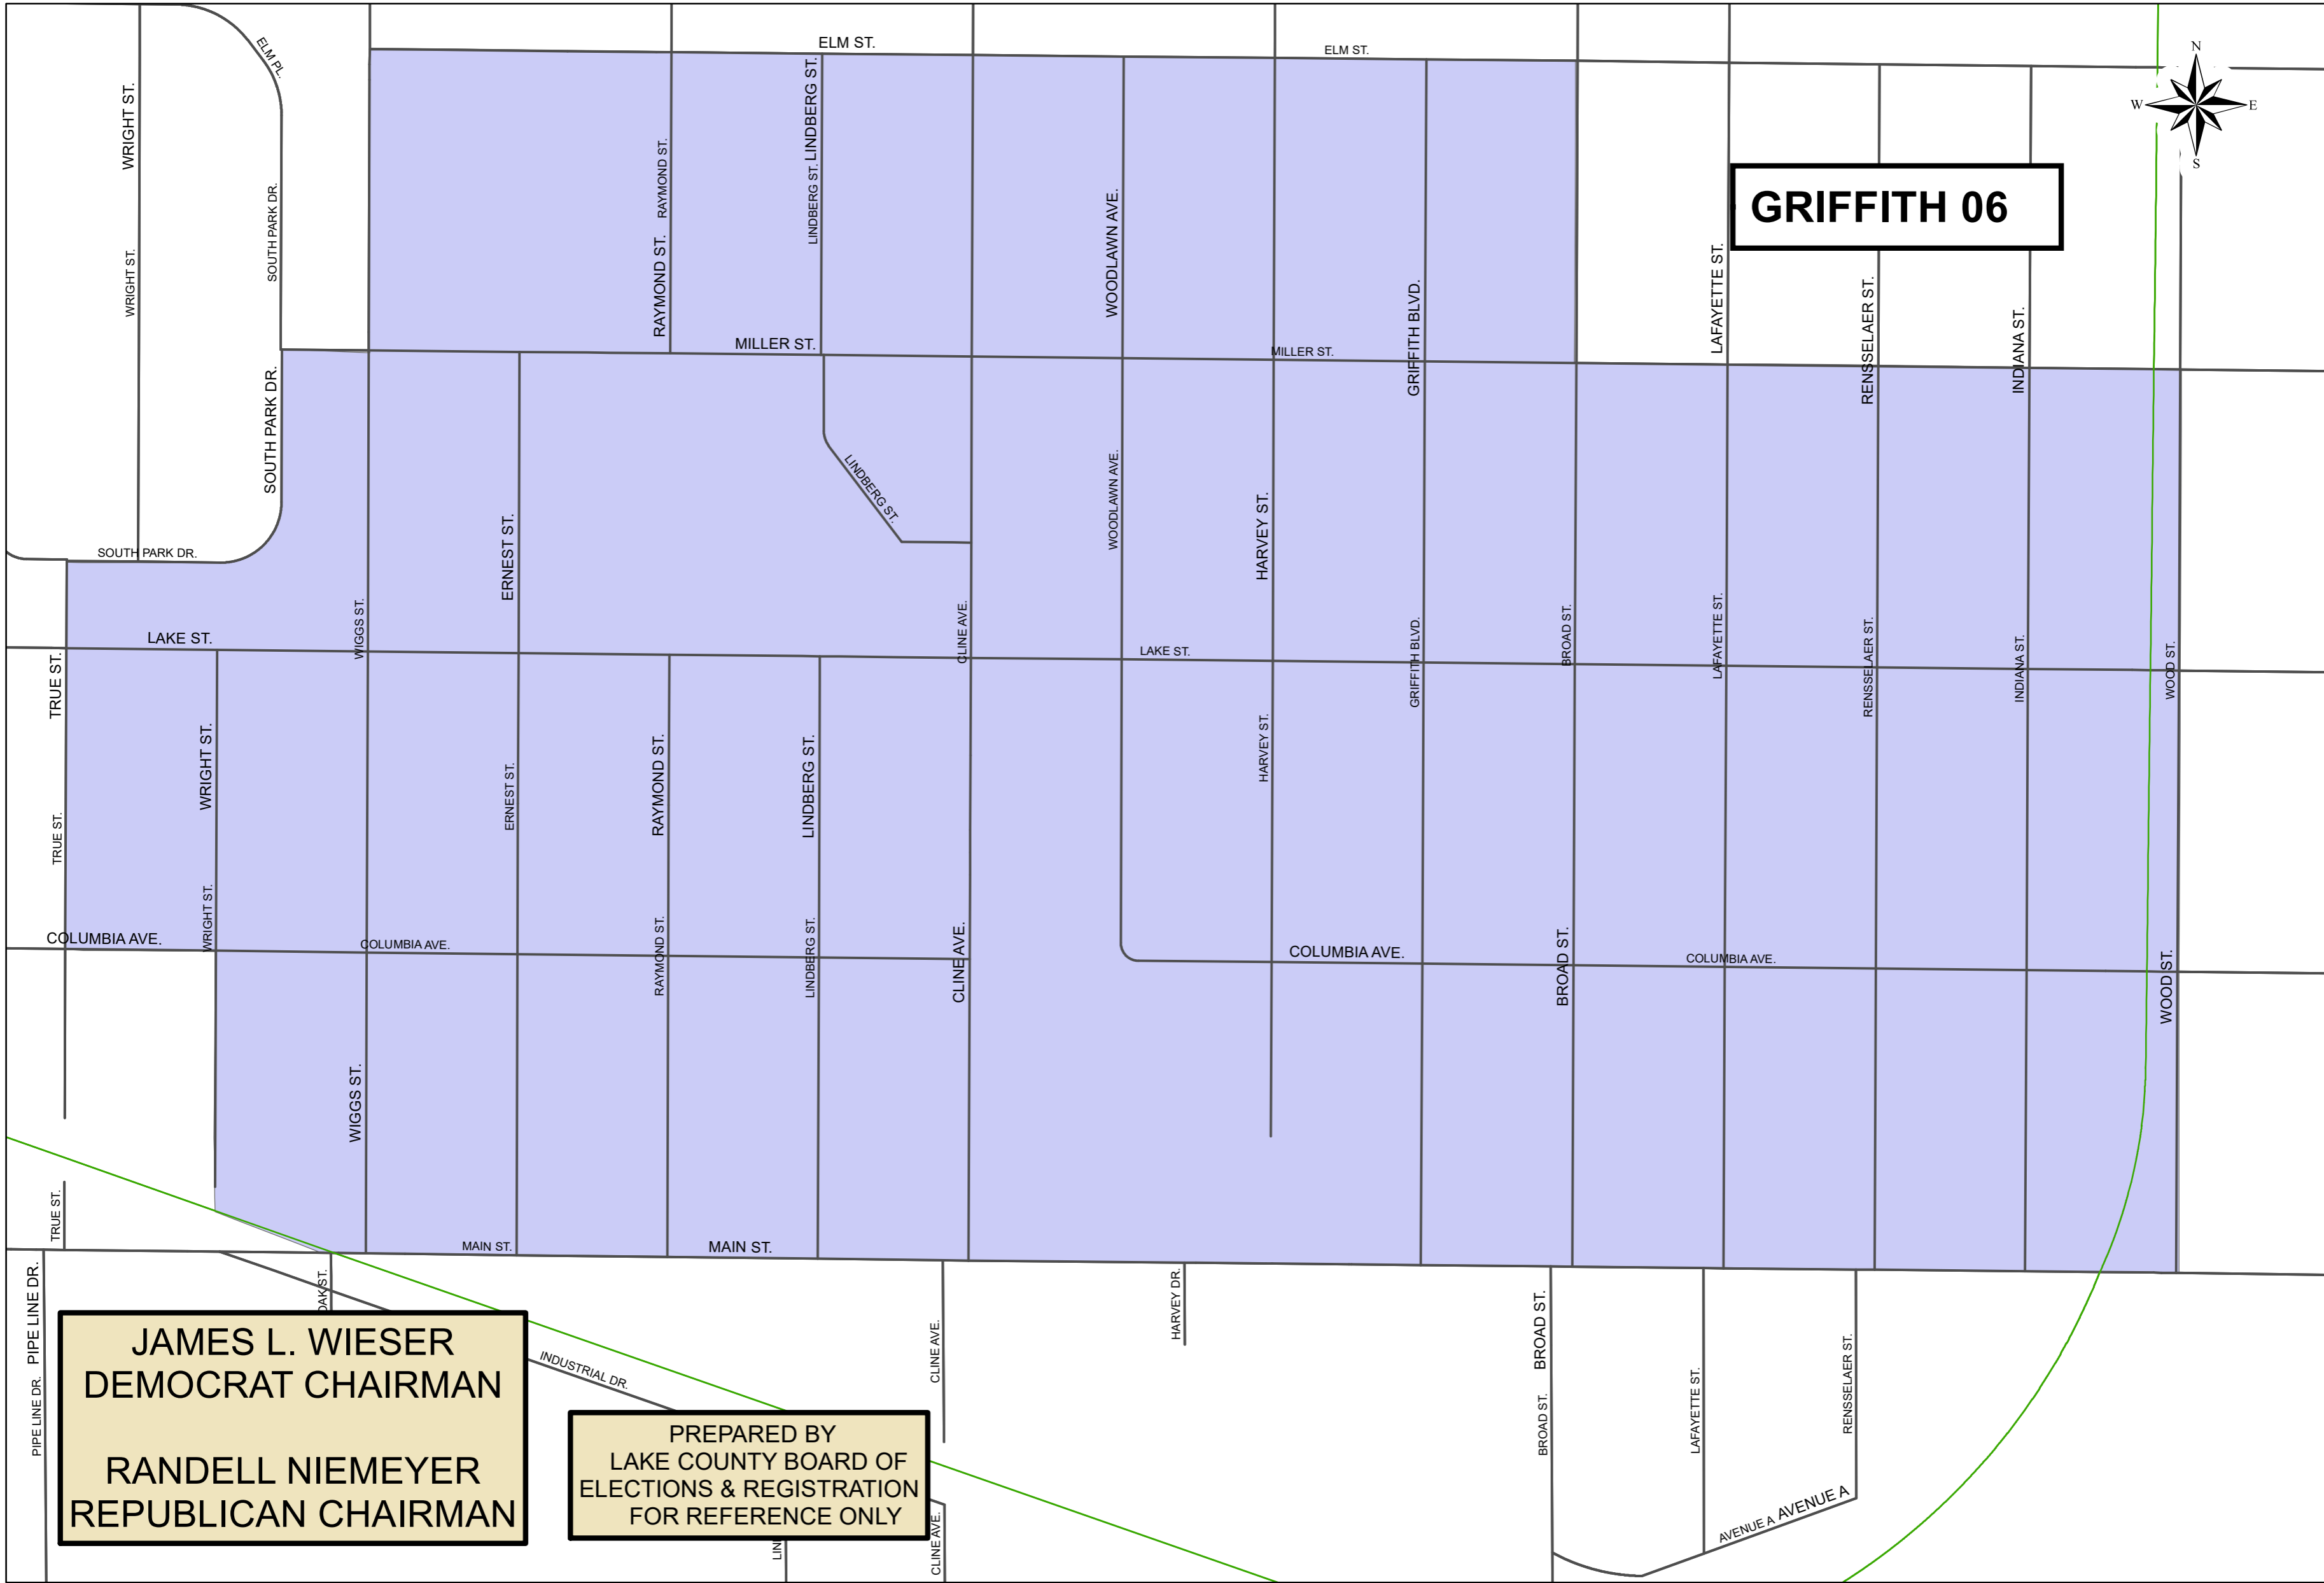 ELM ST.
ELM ST.
ELM PL.
N
W
E
S
WRIGHT ST.
WRIGHT ST.
SOUTH PARK DR.
RAYMOND ST.
RAYMOND ST.
LINDBERG ST.
LINDBERG ST.
WOODLAWN AVE.
GRIFFITH 06
GRIFFITH BLVD.
LAFAYETTE ST.
RENSSELAER ST.
INDIANA ST.
MILLER ST.
MILLER ST.
SOUTH PARK DR.
SOUTH PARK DR.
LINDBERG ST.
ERNEST ST.
WOODLAWN AVE.
HARVEY ST.
WIGGS ST.
CLINE AVE.
GRIFFITH BLVD.
BROAD ST.
LAFAYETTE ST.
RENSSELAER ST.
INDIANA ST.
WOOD ST.
LAKE ST.
LAKE ST.
TRUE ST.
TRUE ST.
WRIGHT ST.
WRIGHT ST.
ERNEST ST.
RAYMOND ST.
RAYMOND ST.
LINDBERG ST.
LINDBERG ST.
HARVEY ST.
COLUMBIA AVE.
COLUMBIA AVE.
COLUMBIA AVE.
COLUMBIA AVE.
CLINE AVE.
BROAD ST.
WOOD ST.
WIGGS ST.
TRUE ST.
MAIN ST.
MAIN ST.
PIPE LINE DR.
PIPE LINE DR.
OAK ST.
INDUSTRIAL DR.
CLINE AVE.
HARVEY DR.
BROAD ST.
BROAD ST.
LAFAYETTE ST.
RENSSELAER ST.
AVENUE A
AVENUE A
JAMES L. WIESER
DEMOCRAT CHAIRMAN
RANDELL NIEMEYER
REPUBLICAN CHAIRMAN
PREPARED BY
LAKE COUNTY BOARD OF
ELECTIONS & REGISTRATION
FOR REFERENCE ONLY
CLINE AVE.